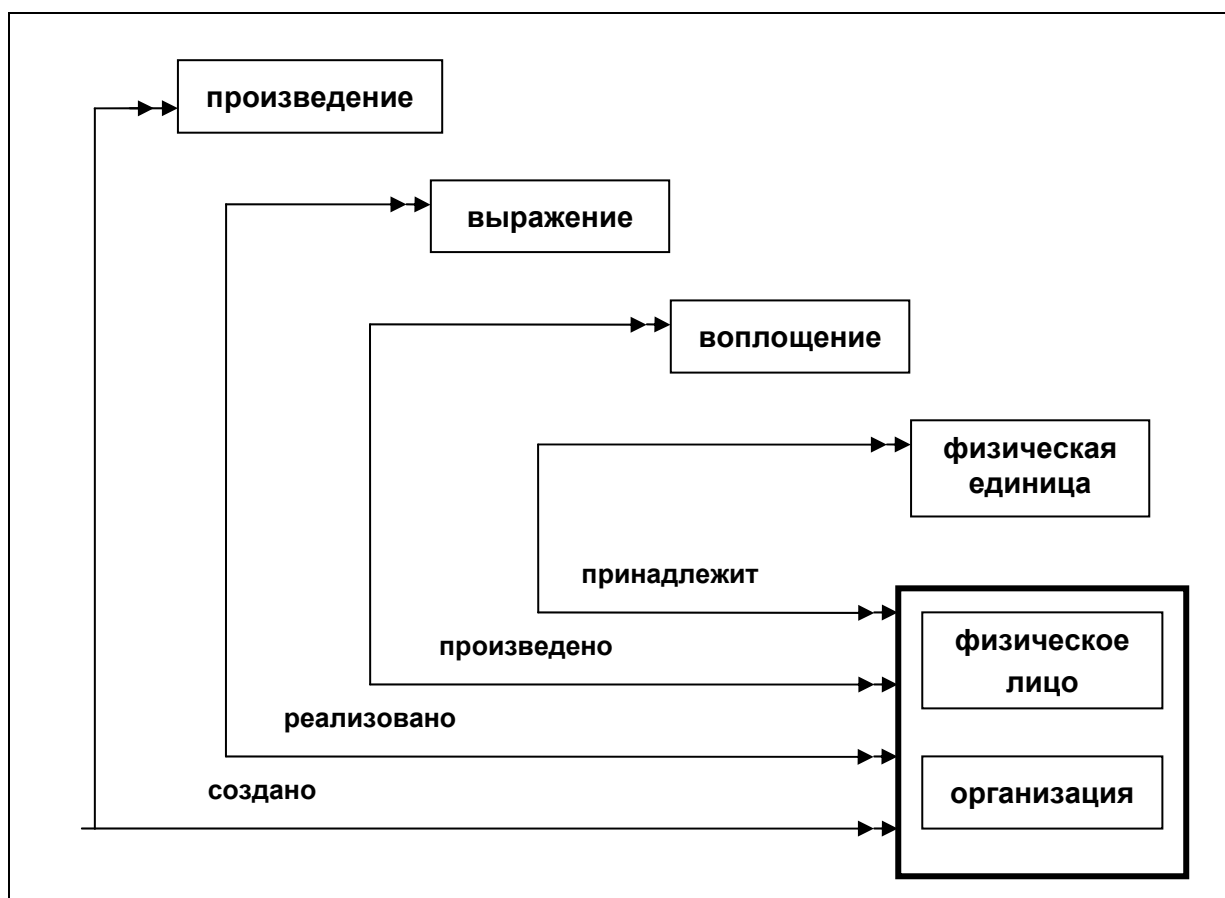 произведение
выражение
воплощение
физическая
единица
принадлежит
физическое
лицо
произведено
реализовано
организация
создано